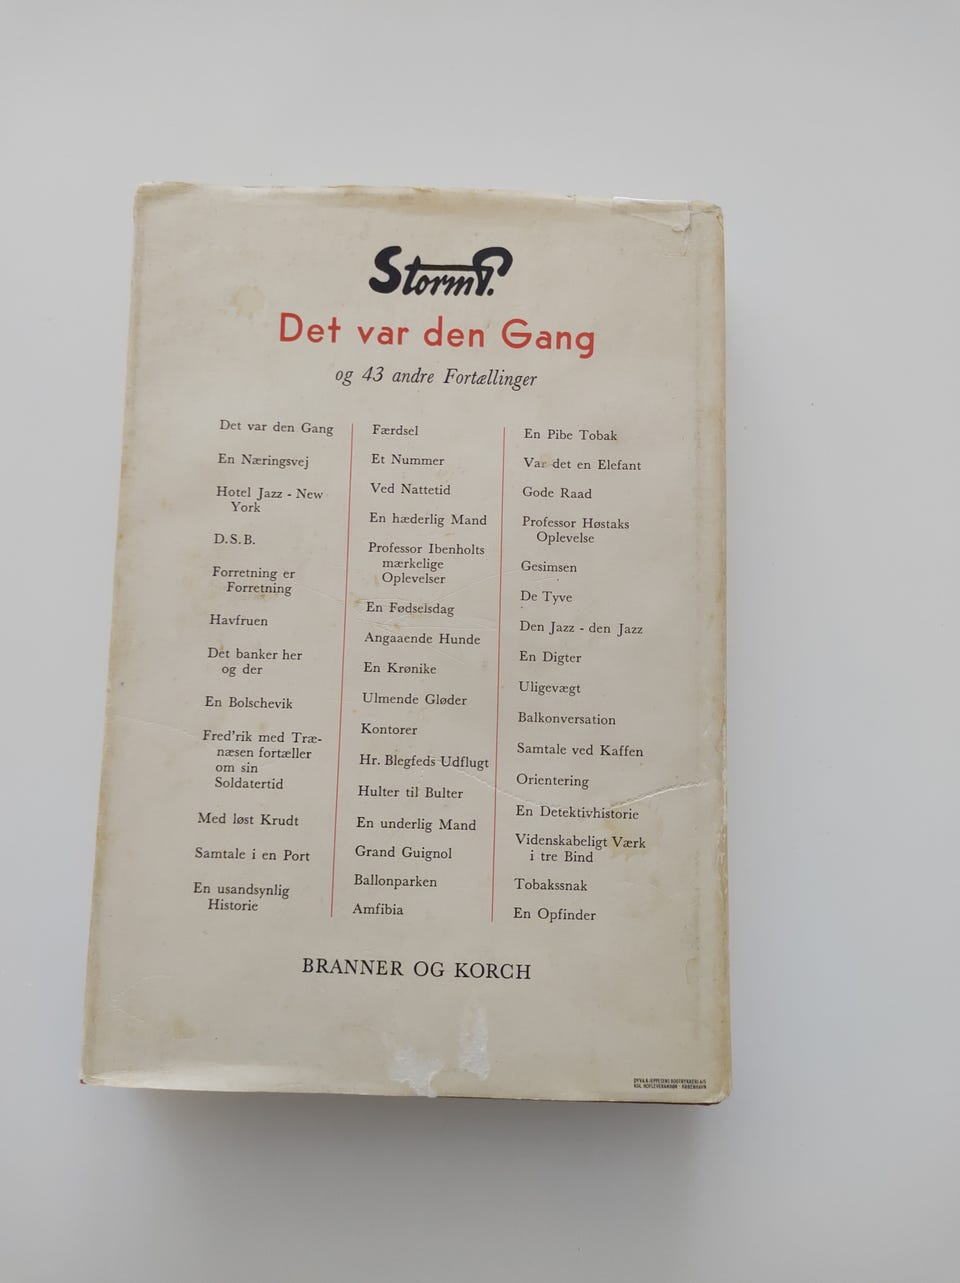 Storm P.
Det var den Gang
og 43 andre Fortællinger
Det var den Gang
En Næringsvej
Hotel Jazz - New
York
D.S.B.
Forretning er
Forretning
Havfruen
Det banker her
og der
En Bolschevik
Fred'rik med Træ-
næsen fortæller
om sin
Soldatertid
Med løst Krudt
Samtale i en Port
En usandsynlig
Historie
Færdsel
Et Nummer
Ved Nattetid
En hæderlig Mand
Professor Ibenholts
mærkelige
Oplevelser
En Fødselsdag
Angaaende Hunde
En Krønike
Ulmende Gløder
Kontorer
Hr. Blegfeds Udflugt
Hulter til Bulter
En underlig Mand
Grand Guignol
Ballonparken
Amfibia
En Pibe Tobak
Var det en Elefant
Gode Raad
Professor Høstaks
Oplevelse
Gesimsen
De Tyve
Den Jazz - den Jazz
En Digter
Uligevægt
Balkonversation
Samtale ved Kaffen
Orientering
En Detektivhistorie
Videnskabeligt Værk
i tre Bind
Tobakssnak
En Opfinder
BRANNER OG KORCH
DYVA & JEPPESENS BOGTRYKKERI A/S
KGL. HOFLEVERANDØR · KØBENHAVN